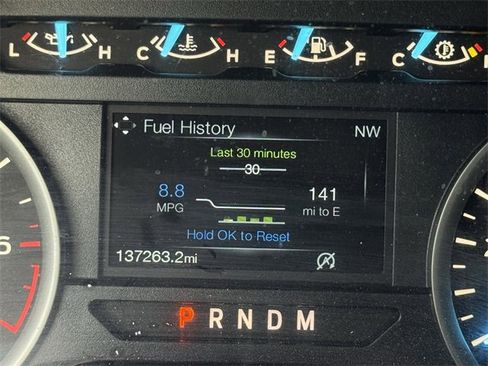 L H C H E F C
Fuel History NW
Last 30 minutes
30
8.8 141
MPG mi to E
Hold OK to Reset
137263.2mi
P R N D M
6